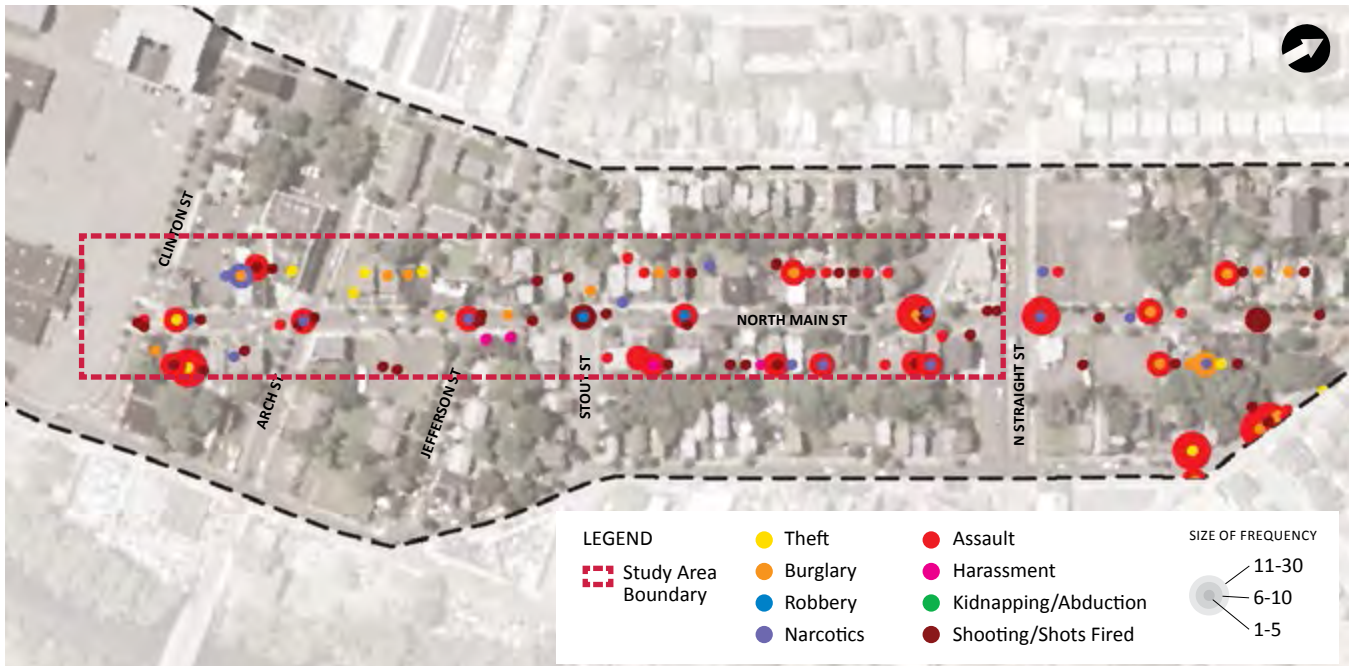 CLINTON ST
NORTH MAIN ST
ARCH ST
JEFFERSON ST
STOUT ST
N STRAIGHT ST
LEGEND
Study Area
Boundary
Theft
Burglary
Robbery
Narcotics
Assault
Harassment
Kidnapping/Abduction
Shooting/Shots Fired
SIZE OF FREQUENCY
11-30
6-10
1-5